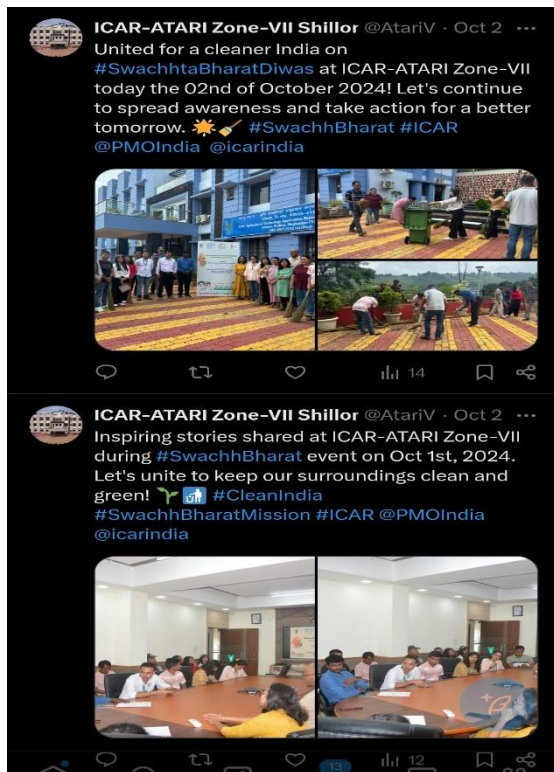 ICAR-ATARI Zone-VII Shillor @AtariV · Oct 2 ···
United for a cleaner India on
#SwachhtaBharatDiwas at ICAR-ATARI Zone-VII
today the 02nd of October 2024! Let's continue
to spread awareness and take action for a better
tomorrow. 🌟🧹 #SwachhBharat #ICAR
@PMOIndia @icarindia
14
ICAR-ATARI Zone-VII Shillor @AtariV · Oct 2 ···
Inspiring stories shared at ICAR-ATARI Zone-VII
during #SwachhBharat event on Oct 1st, 2024.
Let's unite to keep our surroundings clean and
green! 🌱🚮 #CleanIndia
#SwachhBharatMission #ICAR @PMOIndia
@icarindia
12
13